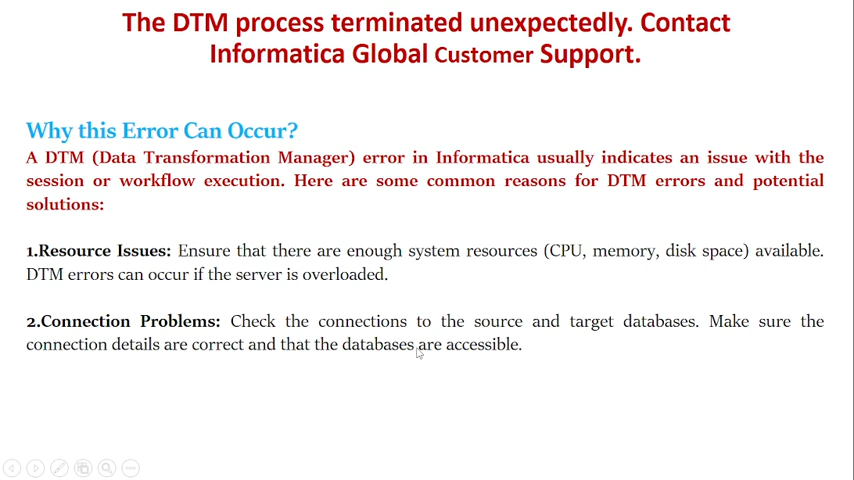 The DTM process terminated unexpectedly. Contact
Informatica Global Customer Support.
Why this Error Can Occur?
A DTM (Data Transformation Manager) error in Informatica usually indicates an issue with the
session or workflow execution. Here are some common reasons for DTM errors and potential
solutions:
1.Resource Issues: Ensure that there are enough system resources (CPU, memory, disk space) available.
DTM errors can occur if the server is overloaded.
2.Connection Problems: Check the connections to the source and target databases. Make sure the
connection details are correct and that the databases are accessible.